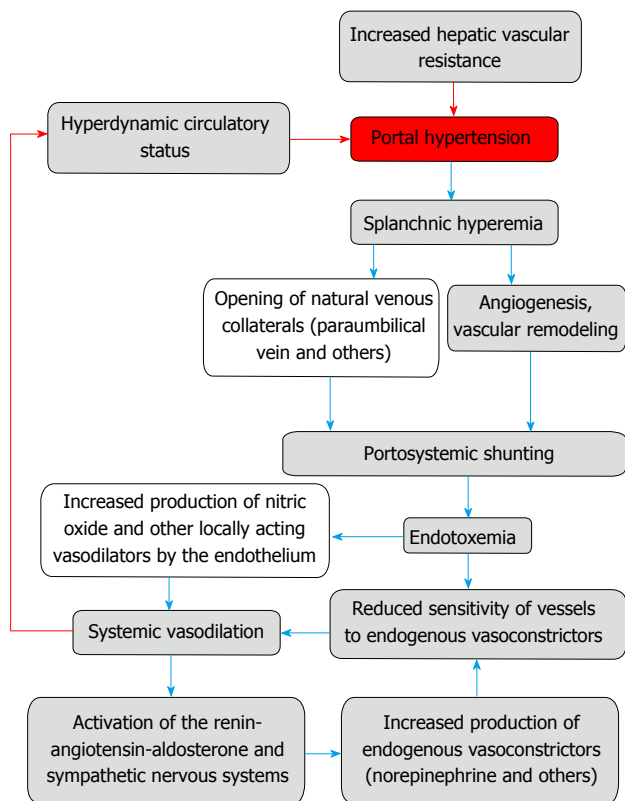 Increased hepatic vascular
resistance
Hyperdynamic circulatory
status
Portal hypertension
Splanchnic hyperemia
Opening of natural venous
collaterals (paraumbilical
vein and others)
Angiogenesis,
vascular remodeling
Portosystemic shunting
Increased production of nitric
oxide and other locally acting
vasodilators by the endothelium
Endotoxemia
Reduced sensitivity of vessels
to endogenous vasoconstrictors
Systemic vasodilation
Activation of the renin-
angiotensin-aldosterone and
sympathetic nervous systems
Increased production of
endogenous vasoconstrictors
(norepinephrine and others)